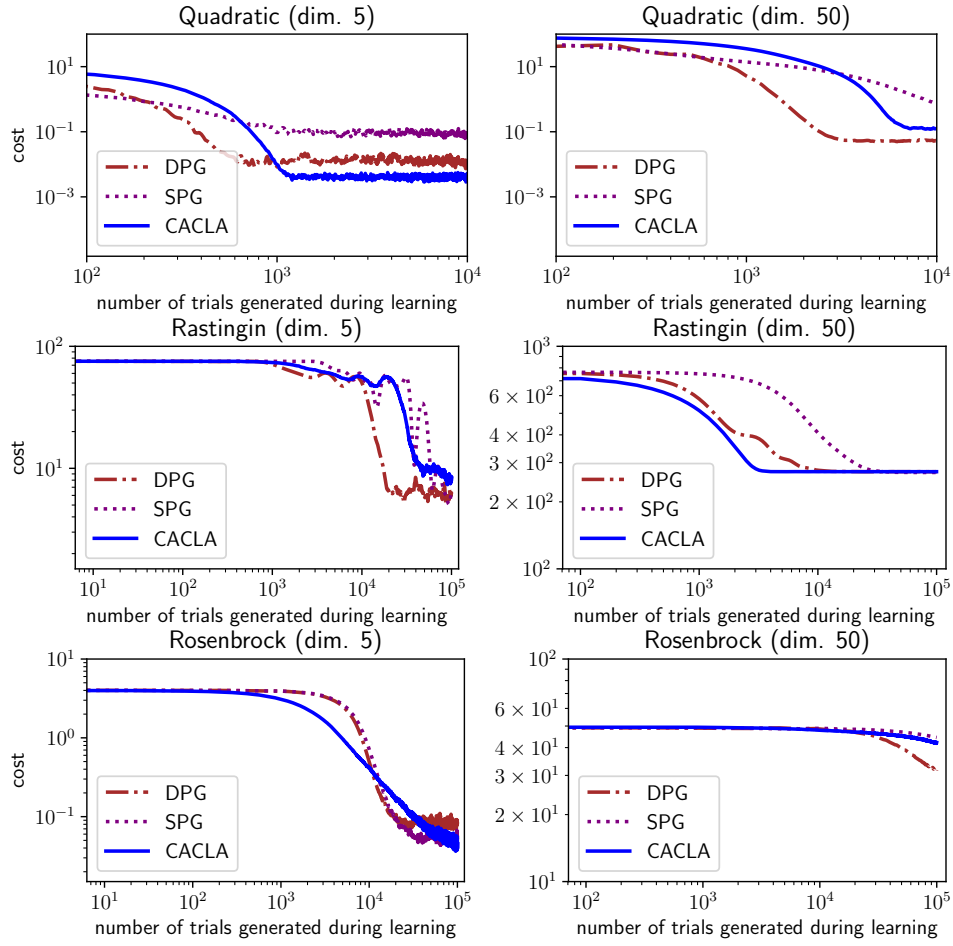 Quadratic (dim. 5)
cost
10^1
10^-1
10^-3
DPG
SPG
CACLA
10^2
10^3
10^4
number of trials generated during learning
Quadratic (dim. 50)
10^1
10^-1
10^-3
DPG
SPG
CACLA
10^2
10^3
10^4
number of trials generated during learning
Rastingin (dim. 5)
cost
10^2
10^1
DPG
SPG
CACLA
10^1
10^2
10^3
10^4
10^5
number of trials generated during learning
Rastingin (dim. 50)
10^3
6 × 10^2
4 × 10^2
3 × 10^2
2 × 10^2
10^2
DPG
SPG
CACLA
10^2
10^3
10^4
10^5
number of trials generated during learning
Rosenbrock (dim. 5)
cost
10^1
10^0
10^-1
DPG
SPG
CACLA
10^1
10^2
10^3
10^4
10^5
number of trials generated during learning
Rosenbrock (dim. 50)
10^2
6 × 10^1
4 × 10^1
3 × 10^1
2 × 10^1
10^1
DPG
SPG
CACLA
10^2
10^3
10^4
10^5
number of trials generated during learning